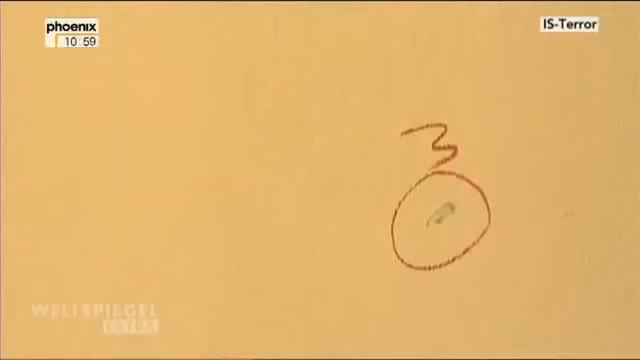 phoenix
10:59
IS-Terror
3
WELTSPIEGEL
EXTRA